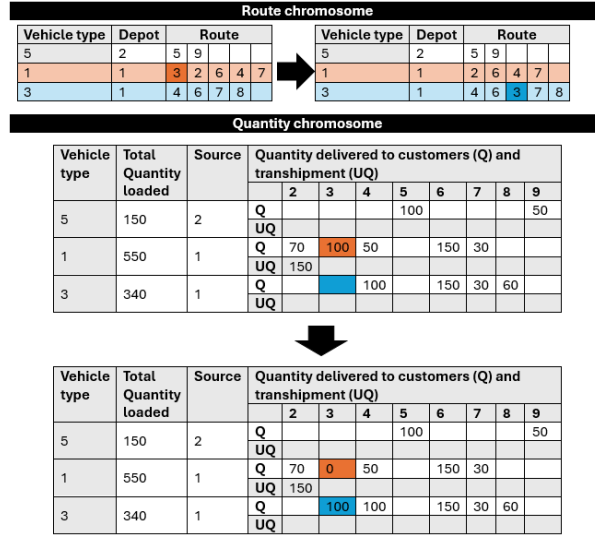 Route chromosome
Vehicle type Depot Route Vehicle type Depot Route
5 2 5 9 5 2 5 9
1 1 3 2 6 4 7 1 1 2 6 4 7
3 1 4 6 7 8 3 1 4 6 3 7 8
Quantity chromosome
Vehicle type Total Quantity loaded Source Quantity delivered to customers (Q) and transhipment (UQ)
2 3 4 5 6 7 8 9
5 150 2 Q 100 50
UQ
1 550 1 Q 70 100 50 150 30
UQ 150
3 340 1 Q 100 150 30 60
UQ
Vehicle type Total Quantity loaded Source Quantity delivered to customers (Q) and transhipment (UQ)
2 3 4 5 6 7 8 9
5 150 2 Q 100 50
UQ
1 550 1 Q 70 0 50 150 30
UQ 150
3 340 1 Q 100 100 150 30 60
UQ